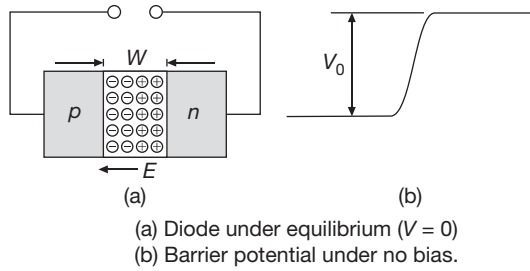 W
V0
p
n
E
(a)
(b)
(a) Diode under equilibrium (V = 0)
(b) Barrier potential under no bias.